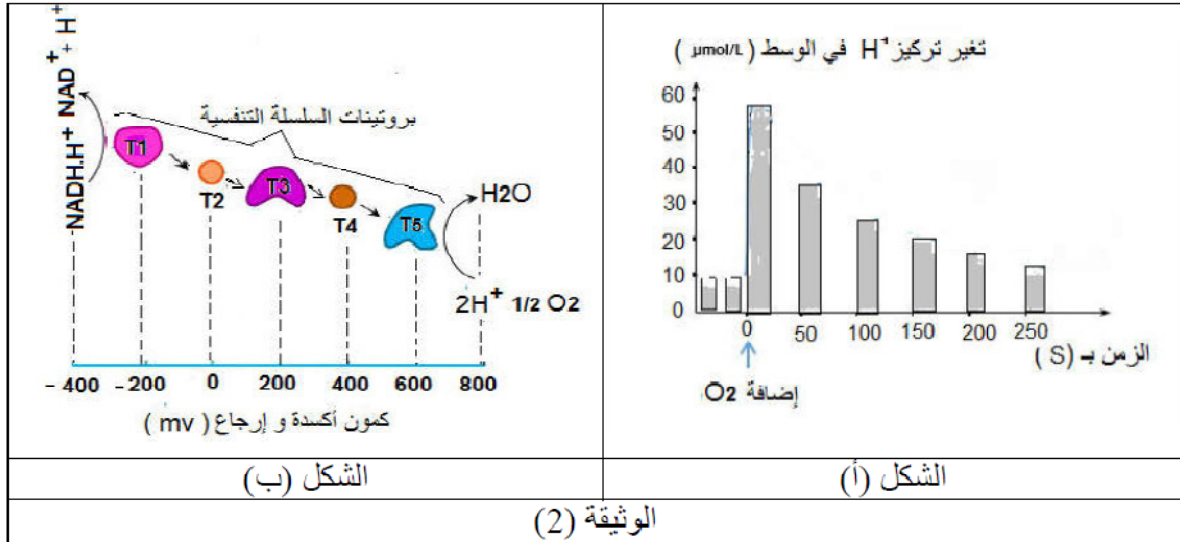 تغير تركيز H⁺ في الوسط ( µmol/L )
60
50
40
30
20
10
0
0 50 100 150 200 250
الزمن بـ ( S )
إضافة O2
الشكل (أ)
NADH.H⁺ NAD⁺ + H⁺
بروتينات السلسلة التنفسية
T1
T2
T3
T4
T5
H2O
2H⁺ 1/2 O2
- 400 - 200 0 200 400 600 800
كمون أكسدة و إرجاع ( mv )
الشكل (ب)
الوثيقة (2)